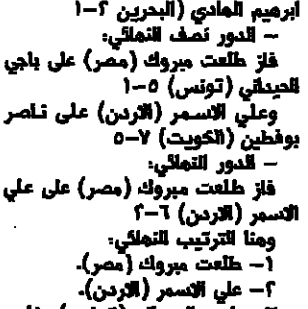 ابرهيم الهادي (البحرين ٢-١
– الدور نصف النهائي:
فاز طلعت مبروك (مصر) على باجي
الحيداني (تونس) ٥-١
وعلي الاسمر (الاردن) على ناصر
بوفطين (الكويت) ٧-٥
– الدور النهائي:
فاز طلعت مبروك (مصر) على علي
الاسمر (الاردن) ٦-٢
وهنا الترتيب النهائي:
١– طلعت مبروك (مصر).
٢– علي الاسمر (الاردن).